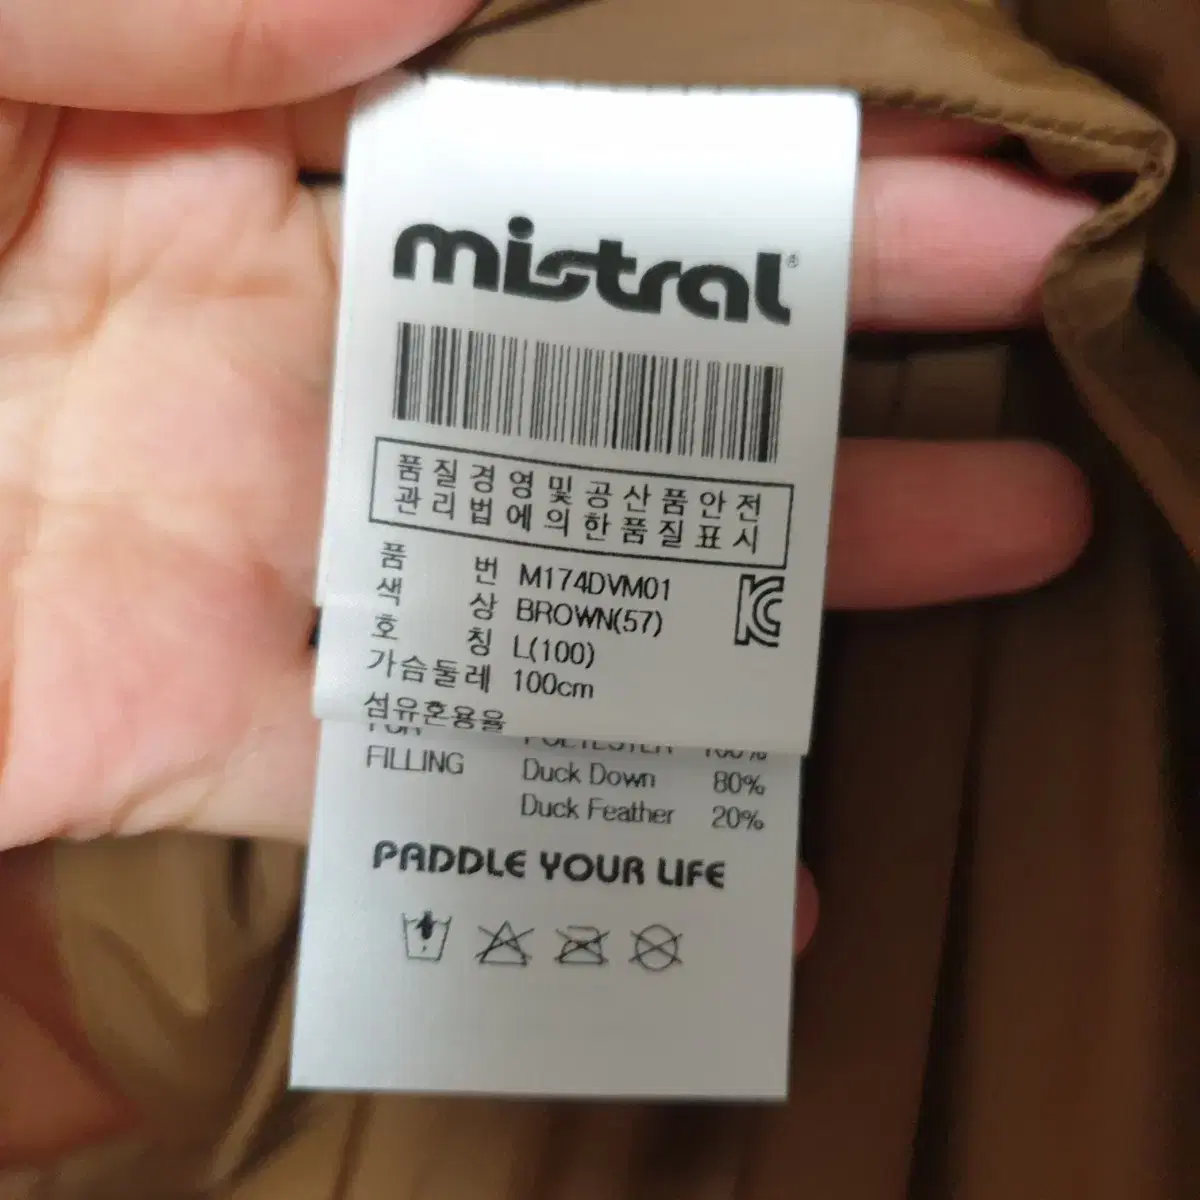 mistral®
품질경영및공산품안전
관리법에의한품질표시
품 번 M174DVM01
색 상 BROWN(57)
호 칭 L(100)
가슴둘레 100cm
섬유혼용율
POLYESTER 100%
FILLING Duck Down 80%
Duck Feather 20%
PADDLE YOUR LIFE